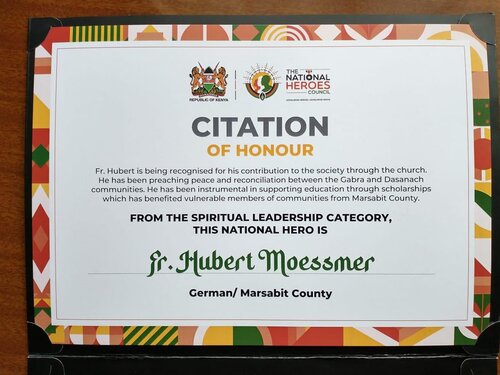 REPUBLIC OF KENYA
THE
NATIONAL
HEROES
COUNCIL
CITATION
OF HONOUR
Fr. Hubert is being recognised for his contribution to the society through the church.
He has been preaching peace and reconciliation between the Gabra and Dasanach
communities. He has been instrumental in supporting education through scholarships
which has benefited vulnerable members of communities from Marsabit County.
FROM THE SPIRITUAL LEADERSHIP CATEGORY,
THIS NATIONAL HERO IS
Fr. Hubert Moessmer
German/ Marsabit County